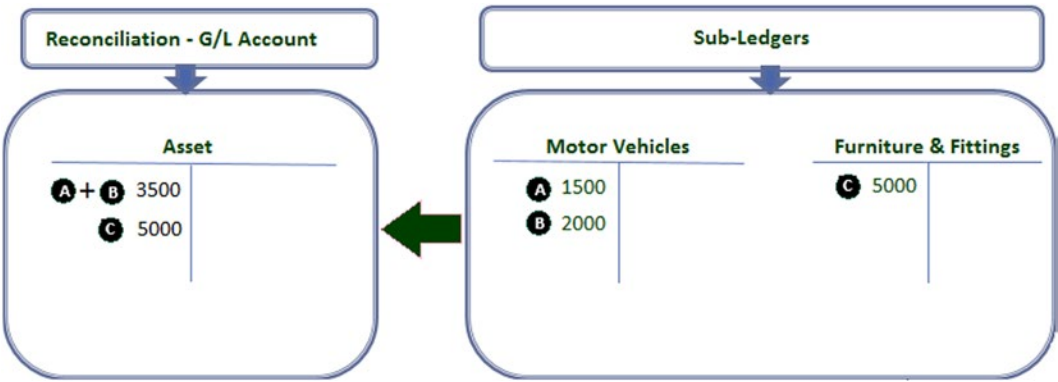 Reconciliation - G/L Account
Sub-Ledgers
Asset
A + B 3500
C 5000
Motor Vehicles
A 1500
B 2000
Furniture & Fittings
C 5000